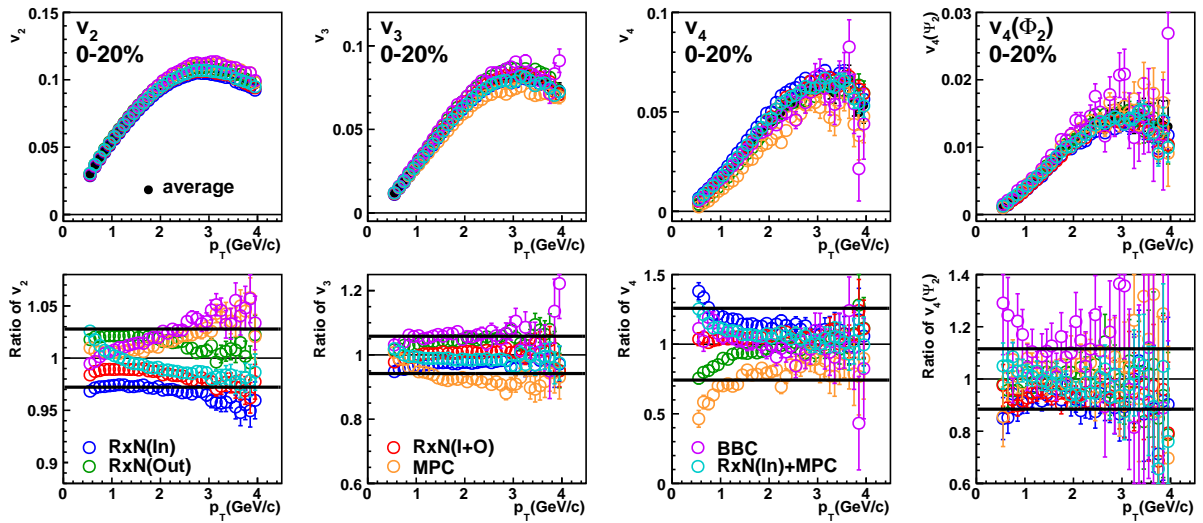 v2
v2
0-20%
0.15
0.1
0.05
0
average
0 1 2 3 4
pT(GeV/c)
v3
v3
0-20%
0.1
0.05
0
0 1 2 3 4
pT(GeV/c)
v4
v4
0-20%
0.1
0.05
0
0 1 2 3 4
pT(GeV/c)
v4(Ψ2)
v4(Φ2)
0-20%
0.03
0.02
0.01
0
0 1 2 3 4
pT(GeV/c)
Ratio of v2
1.05
1
0.95
0.9
RxN(In)
RxN(Out)
0 1 2 3 4
pT(GeV/c)
Ratio of v3
1.2
1
0.8
0.6
RxN(I+O)
MPC
0 1 2 3 4
pT(GeV/c)
Ratio of v4
1.5
1
0.5
0
BBC
RxN(In)+MPC
0 1 2 3 4
pT(GeV/c)
Ratio of v4(Ψ2)
1.4
1.2
1
0.8
0.6
0 1 2 3 4
pT(GeV/c)